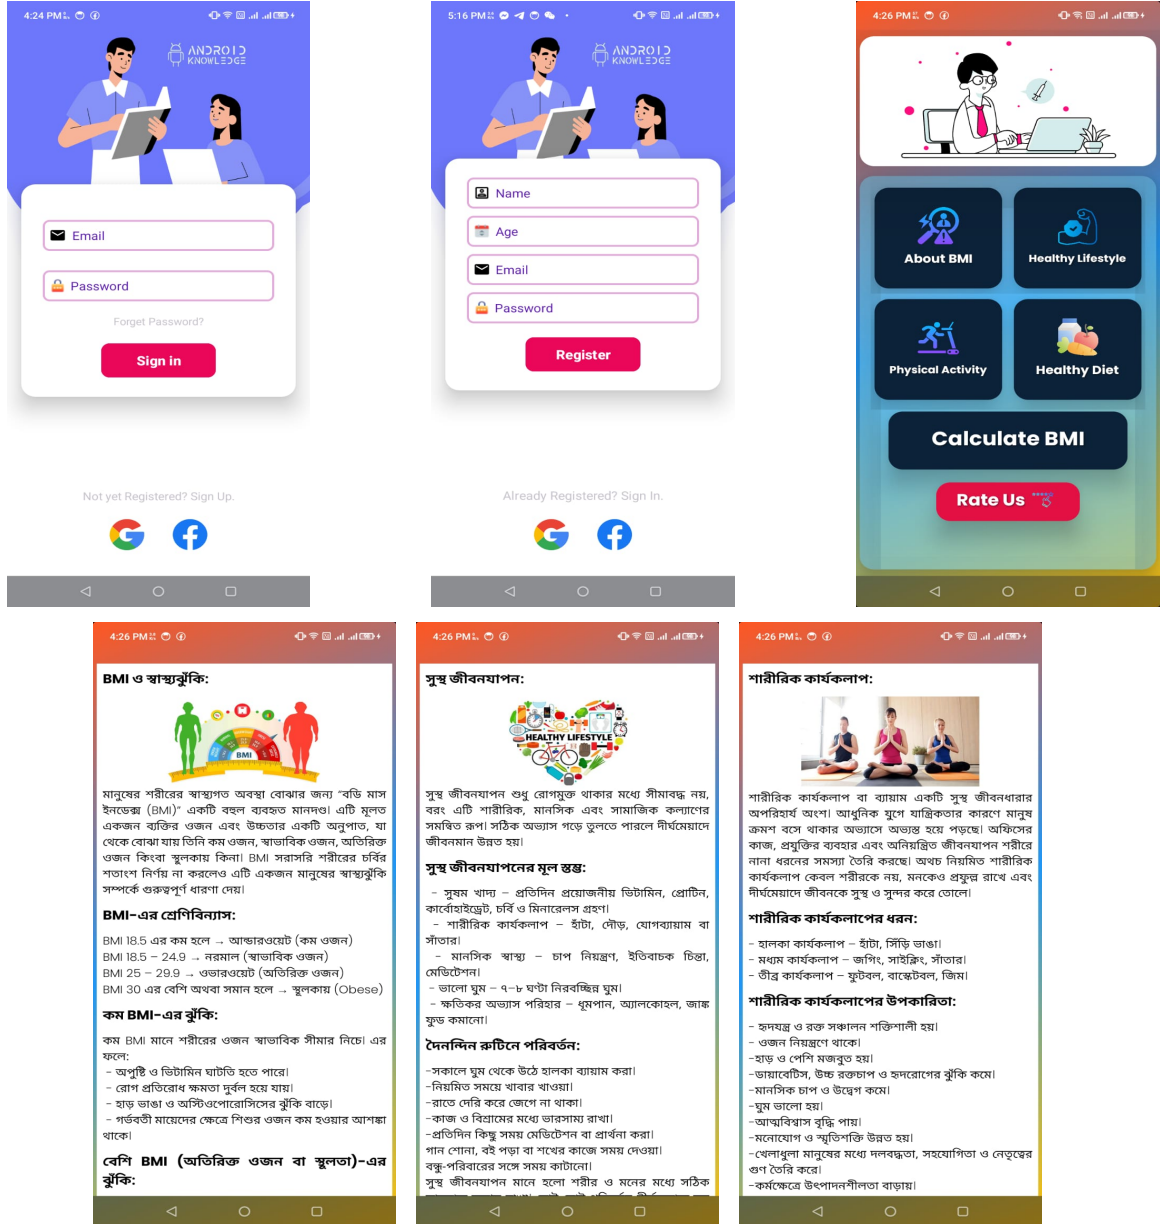 4:24 PM
ANDROID
KNOWLEDGE
Email
Password
Forget Password?
Sign in
Not yet Registered? Sign Up.
5:16 PM
ANDROID
KNOWLEDGE
Name
Age
Email
Password
Register
Already Registered? Sign In.
4:26 PM
About BMI
Healthy Lifestyle
Physical Activity
Healthy Diet
Calculate BMI
Rate Us
4:26 PM
BMI ও স্বাস্থ্যঝুঁকি:
BMI
মানুষের শরীরের স্বাস্থ্যগত অবস্থা বোঝার জন্য “বডি মাস
ইনডেক্স (BMI)” একটি বহুল ব্যবহৃত মানদণ্ড। এটি মূলত
একজন ব্যক্তির ওজন এবং উচ্চতার একটি অনুপাত, যা
থেকে বোঝা যায় তিনি কম ওজন, স্বাভাবিক ওজন, অতিরিক্ত
ওজন কিংবা স্থূলকায় কিনা। BMI সরাসরি শরীরের চর্বির
শতাংশ নির্ণয় না করলেও এটি একজন মানুষের স্বাস্থ্যঝুঁকি
সম্পর্কে গুরুত্বপূর্ণ ধারণা দেয়।
BMI-এর শ্রেণিবিন্যাস:
BMI 18.5 এর কম হলে → আন্ডারওয়েট (কম ওজন)
BMI 18.5 – 24.9 → নরমাল (স্বাভাবিক ওজন)
BMI 25 – 29.9 → ওভারওয়েট (অতিরিক্ত ওজন)
BMI 30 এর বেশি অথবা সমান হলে → স্থূলকায় (Obese)
কম BMI-এর ঝুঁকি:
কম BMI মানে শরীরের ওজন স্বাভাবিক সীমার নিচে। এর
ফলে:
- অপুষ্টি ও ভিটামিন ঘাটতি হতে পারে।
- রোগ প্রতিরোধ ক্ষমতা দুর্বল হয়ে যায়।
- হাড় ভাঙা ও অস্টিওপোরোসিসের ঝুঁকি বাড়ে।
- গর্ভবতী মায়েদের ক্ষেত্রে শিশুর ওজন কম হওয়ার আশঙ্কা
থাকে।
বেশি BMI (অতিরিক্ত ওজন বা স্থূলতা)-এর
ঝুঁকি:
4:26 PM
সুস্থ জীবনযাপন:
HEALTHY LIFESTYLE
সুস্থ জীবনযাপন শুধু রোগমুক্ত থাকার মধ্যে সীমাবদ্ধ নয়,
বরং এটি শারীরিক, মানসিক এবং সামাজিক কল্যাণের
সমন্বিত রূপ। সঠিক অভ্যাস গড়ে তুলতে পারলে দীর্ঘমেয়াদে
জীবনমান উন্নত হয়।
সুস্থ জীবনযাপনের মূল স্তম্ভ:
- সুষম খাদ্য – প্রতিদিন প্রয়োজনীয় ভিটামিন, প্রোটিন,
কার্বোহাইড্রেট, চর্বি ও মিনারেলস গ্রহণ।
- শারীরিক কার্যকলাপ – হাঁটা, দৌড়, যোগব্যায়াম বা
সাঁতার।
- মানসিক স্বাস্থ্য – চাপ নিয়ন্ত্রণ, ইতিবাচক চিন্তা,
মেডিটেশন।
- ভালো ঘুম – ৭-৮ ঘণ্টা নিরবচ্ছিন্ন ঘুম।
- ক্ষতিকর অভ্যাস পরিহার – ধূমপান, অ্যালকোহল, জাঙ্ক
ফুড কমানো।
দৈনন্দিন রুটিনে পরিবর্তন:
-সকালে ঘুম থেকে উঠে হালকা ব্যায়াম করা।
-নিয়মিত সময়ে খাবার খাওয়া।
-রাতে দেরি করে জেগে না থাকা।
-কাজ ও বিশ্রামের মধ্যে ভারসাম্য রাখা।
-প্রতিদিন কিছু সময় মেডিটেশন বা প্রার্থনা করা।
গান শোনা, বই পড়া বা শখের কাজে সময় দেওয়া।
বন্ধু-পরিবারের সঙ্গে সময় কাটানো।
সুস্থ জীবনযাপন মানে হলো শরীর ও মনের মধ্যে সঠিক
4:26 PM
শারীরিক কার্যকলাপ:
শারীরিক কার্যকলাপ বা ব্যায়াম একটি সুস্থ জীবনধারার
অপরিহার্য অংশ। আধুনিক যুগে যান্ত্রিকতার কারণে মানুষ
ক্রমশ বসে থাকার অভ্যাসে অভ্যস্ত হয়ে পড়ছে। অফিসের
কাজ, প্রযুক্তির ব্যবহার এবং অনিয়ন্ত্রিত জীবনযাপন শরীরে
নানা ধরনের সমস্যা তৈরি করছে। অথচ নিয়মিত শারীরিক
কার্যকলাপ কেবল শরীরকে নয়, মনকেও প্রফুল্ল রাখে এবং
দীর্ঘমেয়াদে জীবনকে সুস্থ ও সুন্দর করে তোলে।
শারীরিক কার্যকলাপের ধরন:
- হালকা কার্যকলাপ – হাঁটা, সিঁড়ি ভাঙা।
- মধ্যম কার্যকলাপ – জগিং, সাইক্লিং, সাঁতার।
- তীব্র কার্যকলাপ – ফুটবল, বাস্কেটবল, জিম।
শারীরিক কার্যকলাপের উপকারিতা:
- হৃদযন্ত্র ও রক্ত সঞ্চালন শক্তিশালী হয়।
- ওজন নিয়ন্ত্রণে থাকে।
-হাড় ও পেশি মজবুত হয়।
-ডায়াবেটিস, উচ্চ রক্তচাপ ও হৃদরোগের ঝুঁকি কমে।
-মানসিক চাপ ও উদ্বেগ কমে।
-ঘুম ভালো হয়।
-আত্মবিশ্বাস বৃদ্ধি পায়।
-মনোযোগ ও স্মৃতিশক্তি উন্নত হয়।
-খেলাধুলা মানুষের মধ্যে দলবদ্ধতা, সহযোগিতা ও নেতৃত্বের
গুণ তৈরি করে।
-কর্মক্ষেত্রে উৎপাদনশীলতা বাড়ায়।